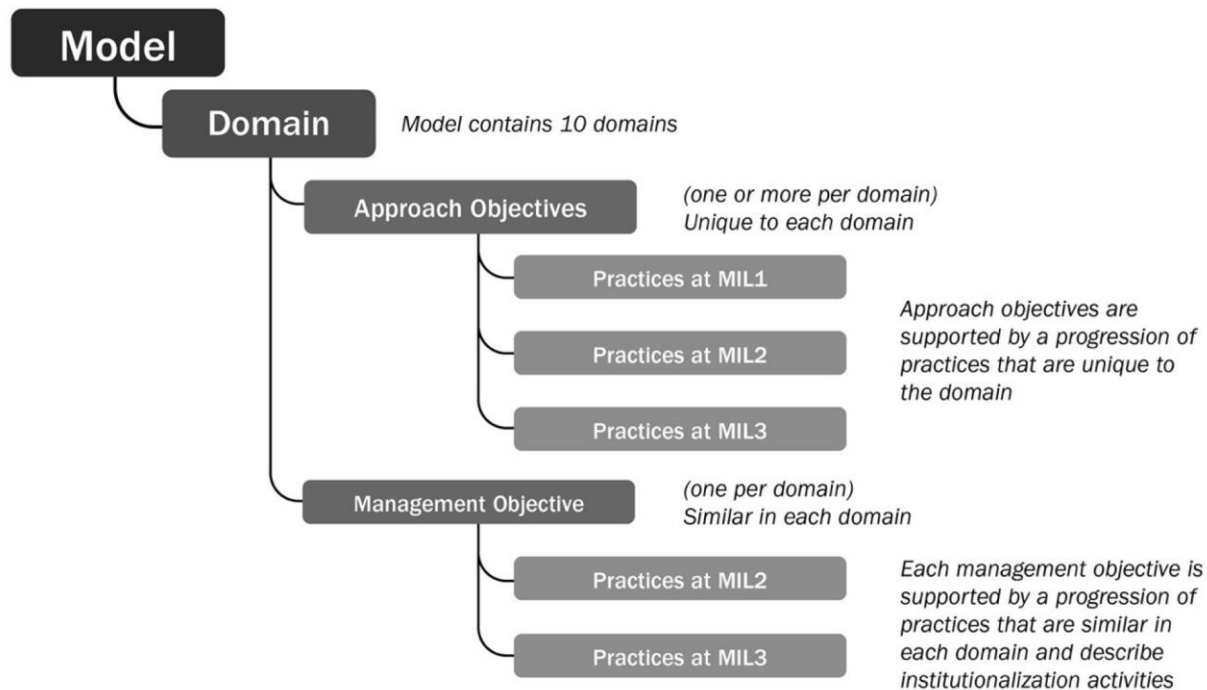 Model
Domain
Model contains 10 domains
Approach Objectives
(one or more per domain)
Unique to each domain
Practices at MIL1
Practices at MIL2
Practices at MIL3
Approach objectives are
supported by a progression of
practices that are unique to
the domain
Management Objective
(one per domain)
Similar in each domain
Practices at MIL2
Practices at MIL3
Each management objective is
supported by a progression of
practices that are similar in
each domain and describe
institutionalization activities